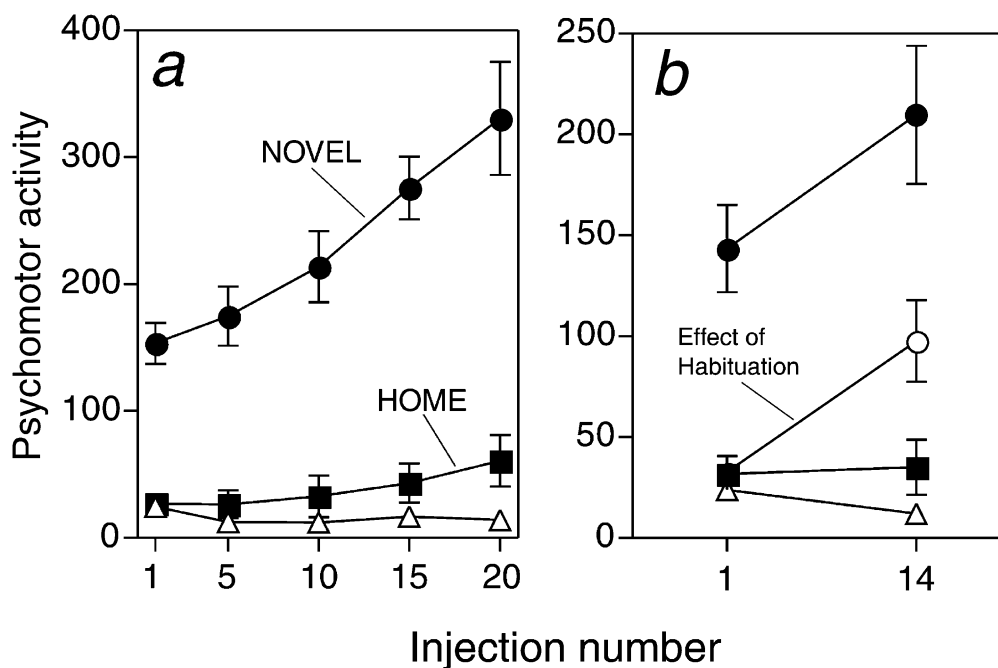 a
b
400
300
200
100
0
1
5
10
15
20
NOVEL
HOME
250
200
150
100
50
0
1
14
Effect of
Habituation
Psychomotor activity
Injection number